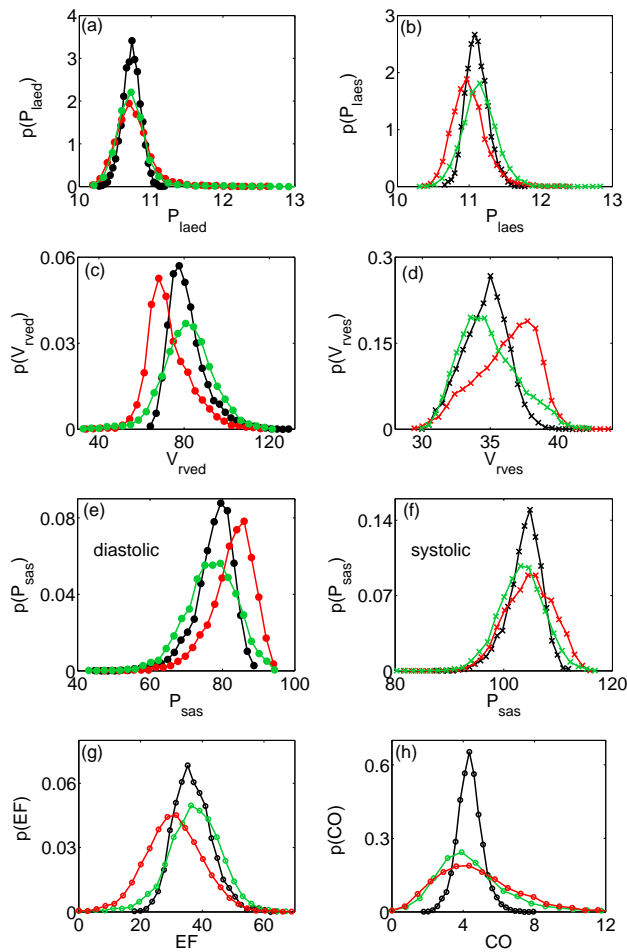 (a)
p(P_laed)
4
3
2
1
0
10 11 12 13
P_laed
(b)
p(P_laes)
3
2
1
0
10 11 12 13
P_laes
(c)
p(V_rved)
0.06
0.03
0
40 80 120
V_rved
(d)
p(V_rves)
0.3
0.15
0
30 35 40
V_rves
(e)
diastolic
p(P_sas)
0.08
0.04
0
40 60 80 100
P_sas
(f)
systolic
p(P_sas)
0.14
0.07
0
80 100 120
P_sas
(g)
p(EF)
0.06
0.03
0
0 20 40 60
EF
(h)
p(CO)
0.6
0.3
0
0 4 8 12
CO